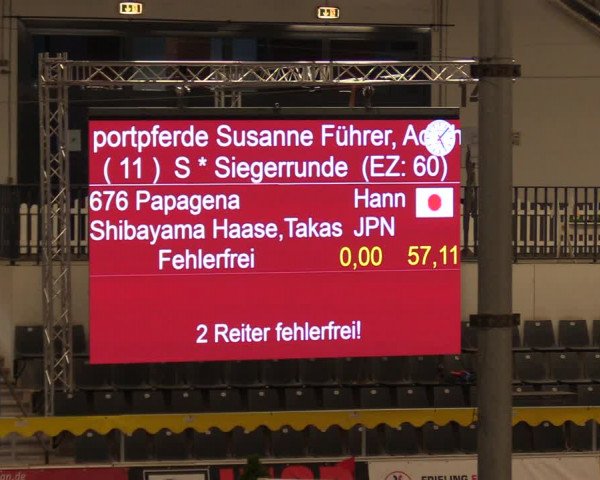 portpferde Susanne Führer, A
( 11 ) S * Siegerrunde (EZ: 60)
676 Papagena Hann
Shibayama Haase,Takas JPN
Fehlerfrei 0,00 57,11
2 Reiter fehlerfrei!